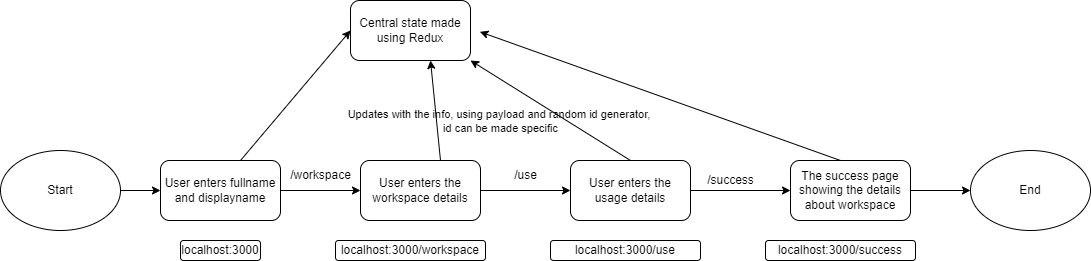 Central state made
using Redux
Updates with the info, using payload and random id generator,
id can be made specific
Start
User enters fullname
and displayname
/workspace
User enters the
workspace details
/use
User enters the
usage details
/success
The success page
showing the details
about workspace
End
localhost:3000
localhost:3000/workspace
localhost:3000/use
localhost:3000/success